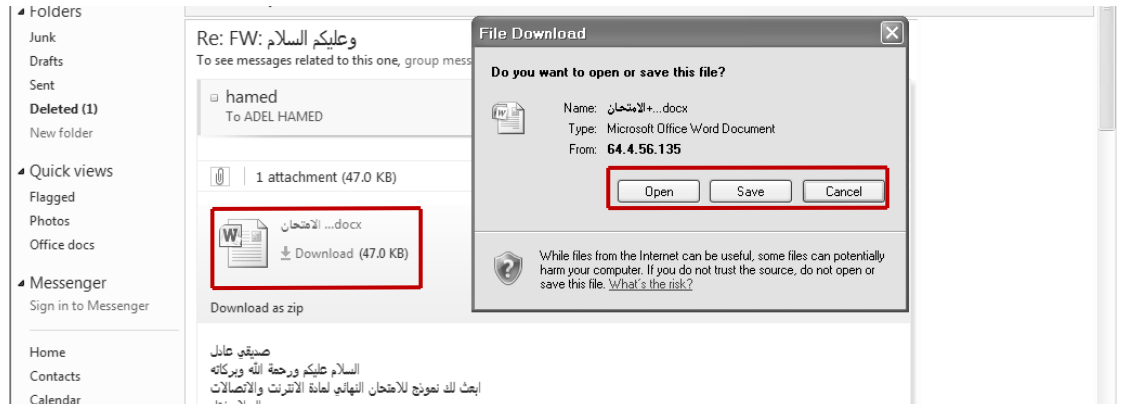 Folders
Junk
Drafts
Sent
Deleted (1)
New folder
Quick views
Flagged
Photos
Office docs
Messenger
Sign in to Messenger
Home
Contacts
Calendar
Re: FW: وعليكم السلام
To see messages related to this one, group mess
hamed
To ADEL HAMED
1 attachment (47.0 KB)
الامتحان ...docx
Download (47.0 KB)
Download as zip
صديقي عادل
السلام عليكم ورحمة الله وبركاته
ابعث لك نموذج للامتحان النهائي لمادة الانترنت والاتصالات
File Download
Do you want to open or save this file?
Name: الامتحان+...docx
Type: Microsoft Office Word Document
From: 64.4.56.135
Open Save Cancel
While files from the Internet can be useful, some files can potentially
harm your computer. If you do not trust the source, do not open or
save this file. What's the risk?